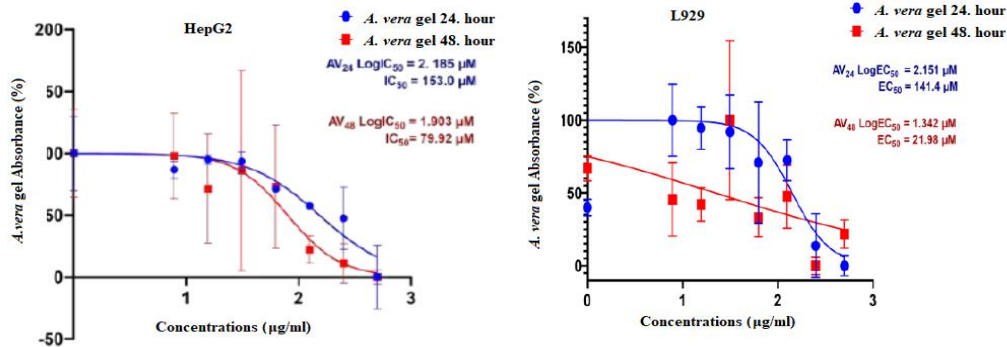 HepG2
A. vera gel 24. hour
A. vera gel 48. hour
AV24 LogIC50 = 2. 185 µM
IC50 = 153.0 µM
AV48 LogIC50 = 1.903 µM
IC50= 79.92 µM
A.vera gel Absorbance (%)
200
50
00
50
0
-50
1
2
3
Concentrations (µg/ml)
L929
A. vera gel 24. hour
A. vera gel 48. hour
AV24 LogEC50 = 2.151 µM
EC50 = 141.4 µM
AV48 LogEC50 = 1.342 µM
EC50 = 21.98 µM
A. vera gel Absorbance (%)
150
100
50
0
0
1
2
3
Concentrations (µg/ml)